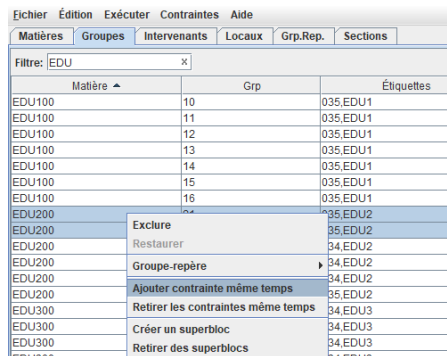 Fichier Édition Exécuter Contraintes Aide
Matières Groupes Intervenants Locaux Grp.Rep. Sections
Filtre: EDU x
Matière Grp Étiquettes
EDU100 10 035,EDU1
EDU100 11 035,EDU1
EDU100 12 035,EDU1
EDU100 13 035,EDU1
EDU100 14 035,EDU1
EDU100 15 035,EDU1
EDU100 16 035,EDU1
EDU200 035,EDU2
EDU200 Exclure 035,EDU2
EDU200 Restaurer 34,EDU2
EDU200 34,EDU2
EDU200 Groupe-repère 34,EDU2
EDU200 Ajouter contrainte même temps 35,EDU2
EDU300 Retirer les contraintes même temps 34,EDU3
EDU300 Créer un superbloc 34,EDU3
EDU300 Retirer des superblocs 34,EDU3